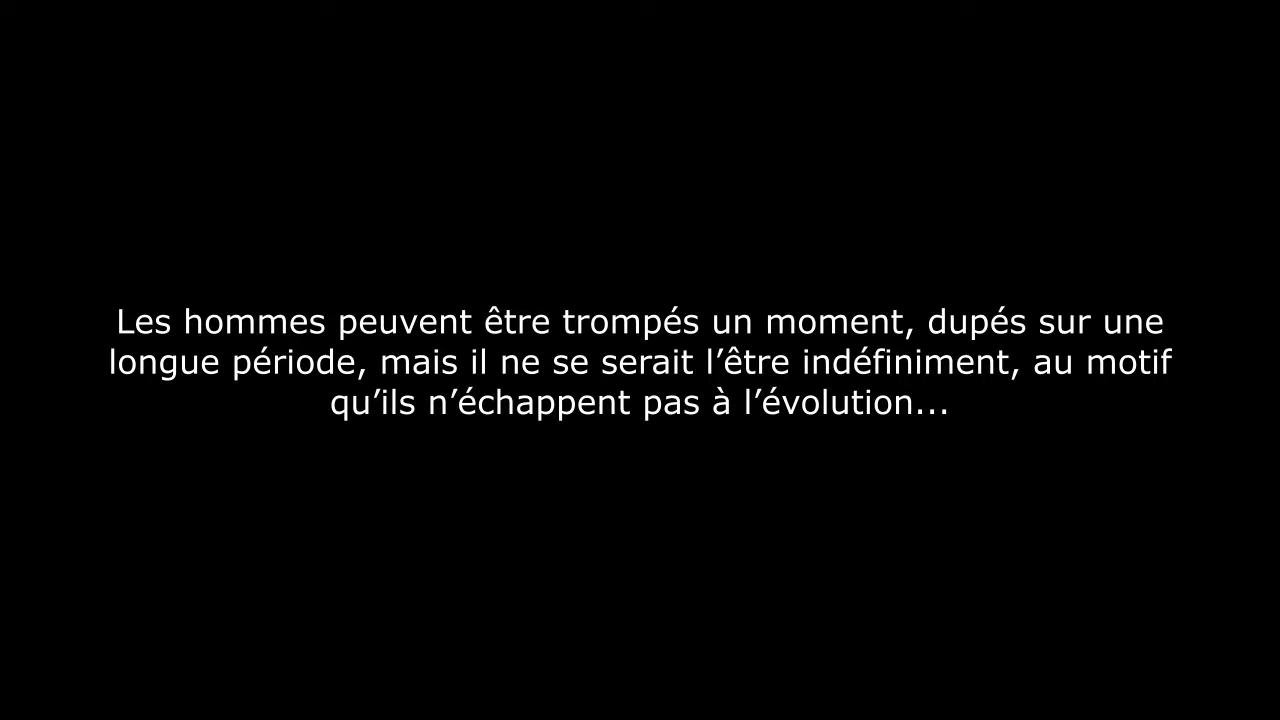 Les hommes peuvent être trompés un moment, dupés sur une
longue période, mais il ne se serait l’être indéfiniment, au motif
qu’ils n’échappent pas à l’évolution...